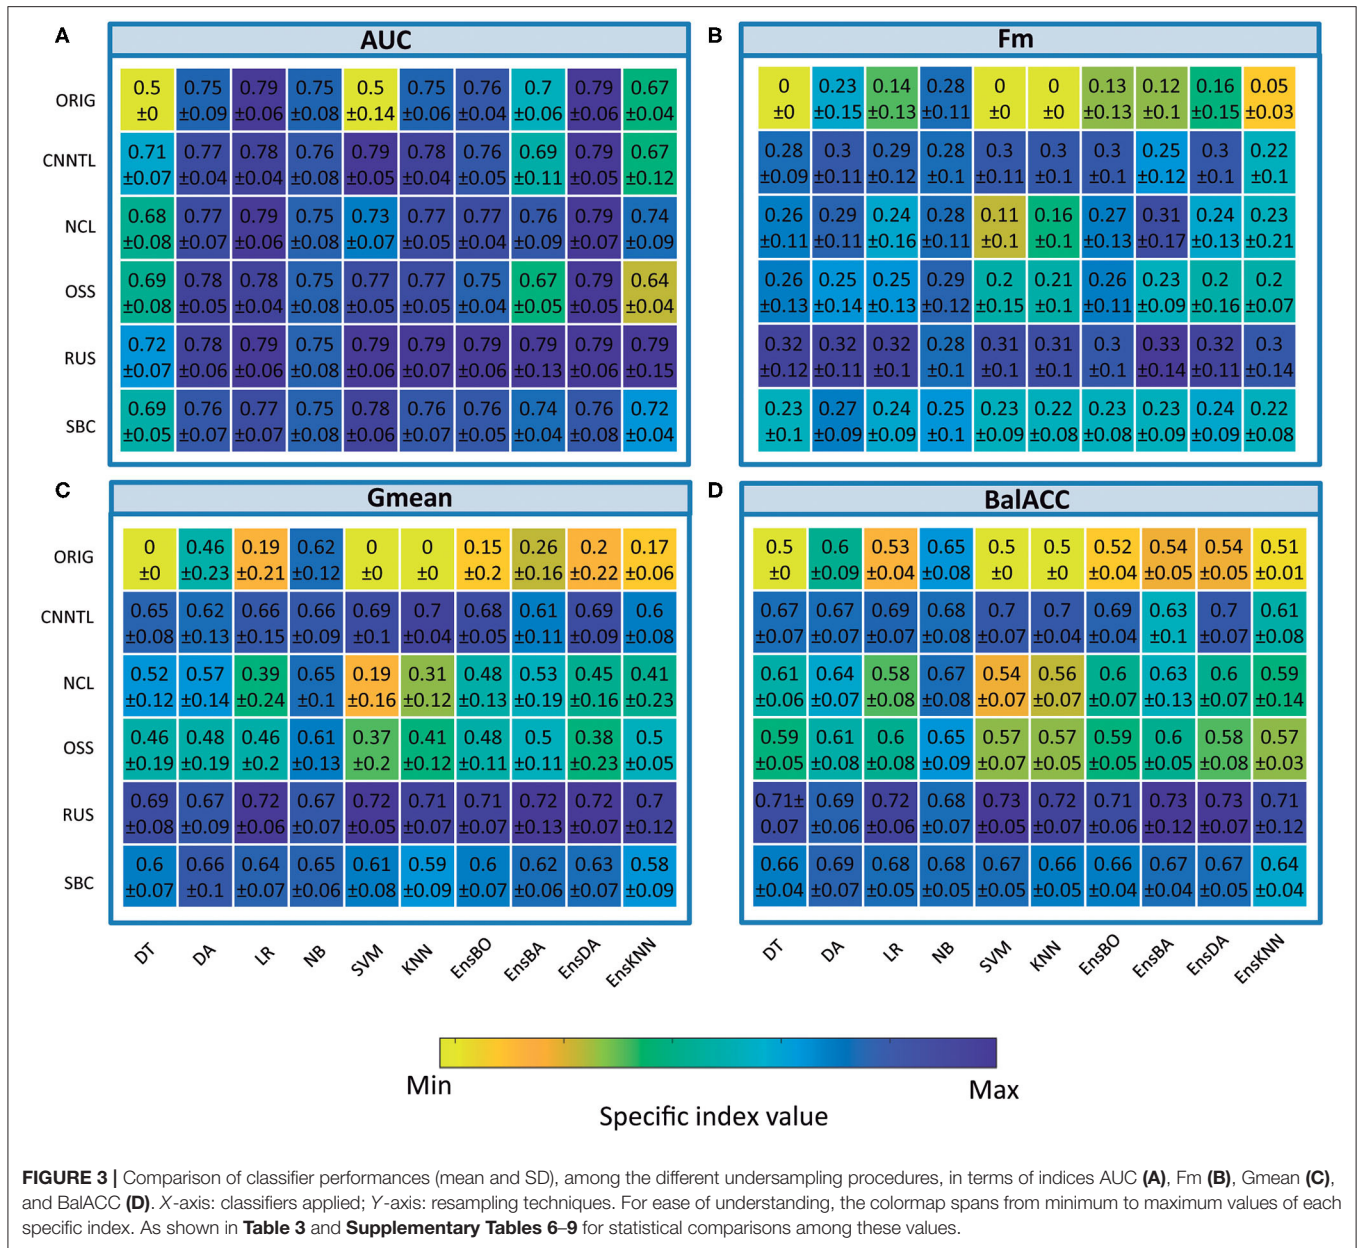 A
AUC
ORIG
0.5 0.75 0.79 0.75 0.5 0.75 0.76 0.7 0.79 0.67
±0 ±0.09 ±0.06 ±0.08 ±0.14 ±0.06 ±0.04 ±0.06 ±0.06 ±0.04
CNNTL
0.71 0.77 0.78 0.76 0.79 0.78 0.76 0.69 0.79 0.67
±0.07 ±0.04 ±0.04 ±0.08 ±0.05 ±0.04 ±0.05 ±0.11 ±0.05 ±0.12
NCL
0.68 0.77 0.79 0.75 0.73 0.77 0.77 0.76 0.79 0.74
±0.08 ±0.07 ±0.06 ±0.08 ±0.07 ±0.05 ±0.04 ±0.09 ±0.07 ±0.09
OSS
0.69 0.78 0.78 0.75 0.77 0.77 0.75 0.67 0.79 0.64
±0.08 ±0.05 ±0.04 ±0.08 ±0.05 ±0.05 ±0.04 ±0.05 ±0.05 ±0.04
RUS
0.72 0.78 0.79 0.75 0.79 0.79 0.79 0.79 0.79 0.79
±0.07 ±0.06 ±0.06 ±0.08 ±0.06 ±0.07 ±0.06 ±0.13 ±0.06 ±0.15
SBC
0.69 0.76 0.77 0.75 0.78 0.76 0.76 0.74 0.76 0.72
±0.05 ±0.07 ±0.07 ±0.08 ±0.06 ±0.07 ±0.05 ±0.04 ±0.08 ±0.04
B
Fm
0 0.23 0.14 0.28 0 0 0.13 0.12 0.16 0.05
±0 ±0.15 ±0.13 ±0.11 ±0 ±0 ±0.13 ±0.1 ±0.15 ±0.03
0.28 0.3 0.29 0.28 0.3 0.3 0.3 0.25 0.3 0.22
±0.09 ±0.11 ±0.12 ±0.1 ±0.11 ±0.1 ±0.1 ±0.12 ±0.1 ±0.1
0.26 0.29 0.24 0.28 0.11 0.16 0.27 0.31 0.24 0.23
±0.11 ±0.11 ±0.16 ±0.11 ±0.1 ±0.1 ±0.13 ±0.17 ±0.13 ±0.21
0.26 0.25 0.25 0.29 0.2 0.21 0.26 0.23 0.2 0.2
±0.13 ±0.14 ±0.13 ±0.12 ±0.15 ±0.1 ±0.11 ±0.09 ±0.16 ±0.07
0.32 0.32 0.32 0.28 0.31 0.31 0.3 0.33 0.32 0.3
±0.12 ±0.11 ±0.1 ±0.1 ±0.1 ±0.1 ±0.1 ±0.14 ±0.11 ±0.14
0.23 0.27 0.24 0.25 0.23 0.22 0.23 0.23 0.24 0.22
±0.1 ±0.09 ±0.09 ±0.1 ±0.09 ±0.08 ±0.08 ±0.09 ±0.09 ±0.08
C
Gmean
ORIG
0 0.46 0.19 0.62 0 0 0.15 0.26 0.2 0.17
±0 ±0.23 ±0.21 ±0.12 ±0 ±0 ±0.2 ±0.16 ±0.22 ±0.06
CNNTL
0.65 0.62 0.66 0.66 0.69 0.7 0.68 0.61 0.69 0.6
±0.08 ±0.13 ±0.15 ±0.09 ±0.1 ±0.04 ±0.05 ±0.11 ±0.09 ±0.08
NCL
0.52 0.57 0.39 0.65 0.19 0.31 0.48 0.53 0.45 0.41
±0.12 ±0.14 ±0.24 ±0.1 ±0.16 ±0.12 ±0.13 ±0.19 ±0.16 ±0.23
OSS
0.46 0.48 0.46 0.61 0.37 0.41 0.48 0.5 0.38 0.5
±0.19 ±0.19 ±0.2 ±0.13 ±0.2 ±0.12 ±0.11 ±0.11 ±0.23 ±0.05
RUS
0.69 0.67 0.72 0.67 0.72 0.71 0.71 0.72 0.72 0.7
±0.08 ±0.09 ±0.06 ±0.07 ±0.05 ±0.07 ±0.07 ±0.13 ±0.07 ±0.12
SBC
0.6 0.66 0.64 0.65 0.61 0.59 0.6 0.62 0.63 0.58
±0.07 ±0.1 ±0.07 ±0.06 ±0.08 ±0.09 ±0.07 ±0.06 ±0.07 ±0.09
DT DA LR NB SVM KNN EnsBO EnsBA EnsDA EnsKNN
D
BalACC
0.5 0.6 0.53 0.65 0.5 0.5 0.52 0.54 0.54 0.51
±0 ±0.09 ±0.04 ±0.08 ±0 ±0 ±0.04 ±0.05 ±0.05 ±0.01
0.67 0.67 0.69 0.68 0.7 0.7 0.69 0.63 0.7 0.61
±0.07 ±0.07 ±0.07 ±0.08 ±0.07 ±0.04 ±0.04 ±0.1 ±0.07 ±0.08
0.61 0.64 0.58 0.67 0.54 0.56 0.6 0.63 0.6 0.59
±0.06 ±0.07 ±0.08 ±0.08 ±0.07 ±0.07 ±0.07 ±0.13 ±0.07 ±0.14
0.59 0.61 0.6 0.65 0.57 0.57 0.59 0.6 0.58 0.57
±0.05 ±0.08 ±0.08 ±0.09 ±0.07 ±0.05 ±0.05 ±0.05 ±0.08 ±0.03
0.71± 0.69 0.72 0.68 0.73 0.72 0.71 0.73 0.73 0.71
0.07 ±0.06 ±0.06 ±0.07 ±0.05 ±0.07 ±0.06 ±0.12 ±0.07 ±0.12
0.66 0.69 0.68 0.68 0.67 0.66 0.66 0.67 0.67 0.64
±0.04 ±0.07 ±0.05 ±0.05 ±0.05 ±0.05 ±0.04 ±0.04 ±0.05 ±0.04
DT DA LR NB SVM KNN EnsBO EnsBA EnsDA EnsKNN
Min Max
Specific index value
FIGURE 3 | Comparison of classifier performances (mean and SD), among the different undersampling procedures, in terms of indices AUC (A), Fm (B), Gmean (C),
and BalACC (D). X-axis: classifiers applied; Y-axis: resampling techniques. For ease of understanding, the colormap spans from minimum to maximum values of each
specific index. As shown in Table 3 and Supplementary Tables 6–9 for statistical comparisons among these values.